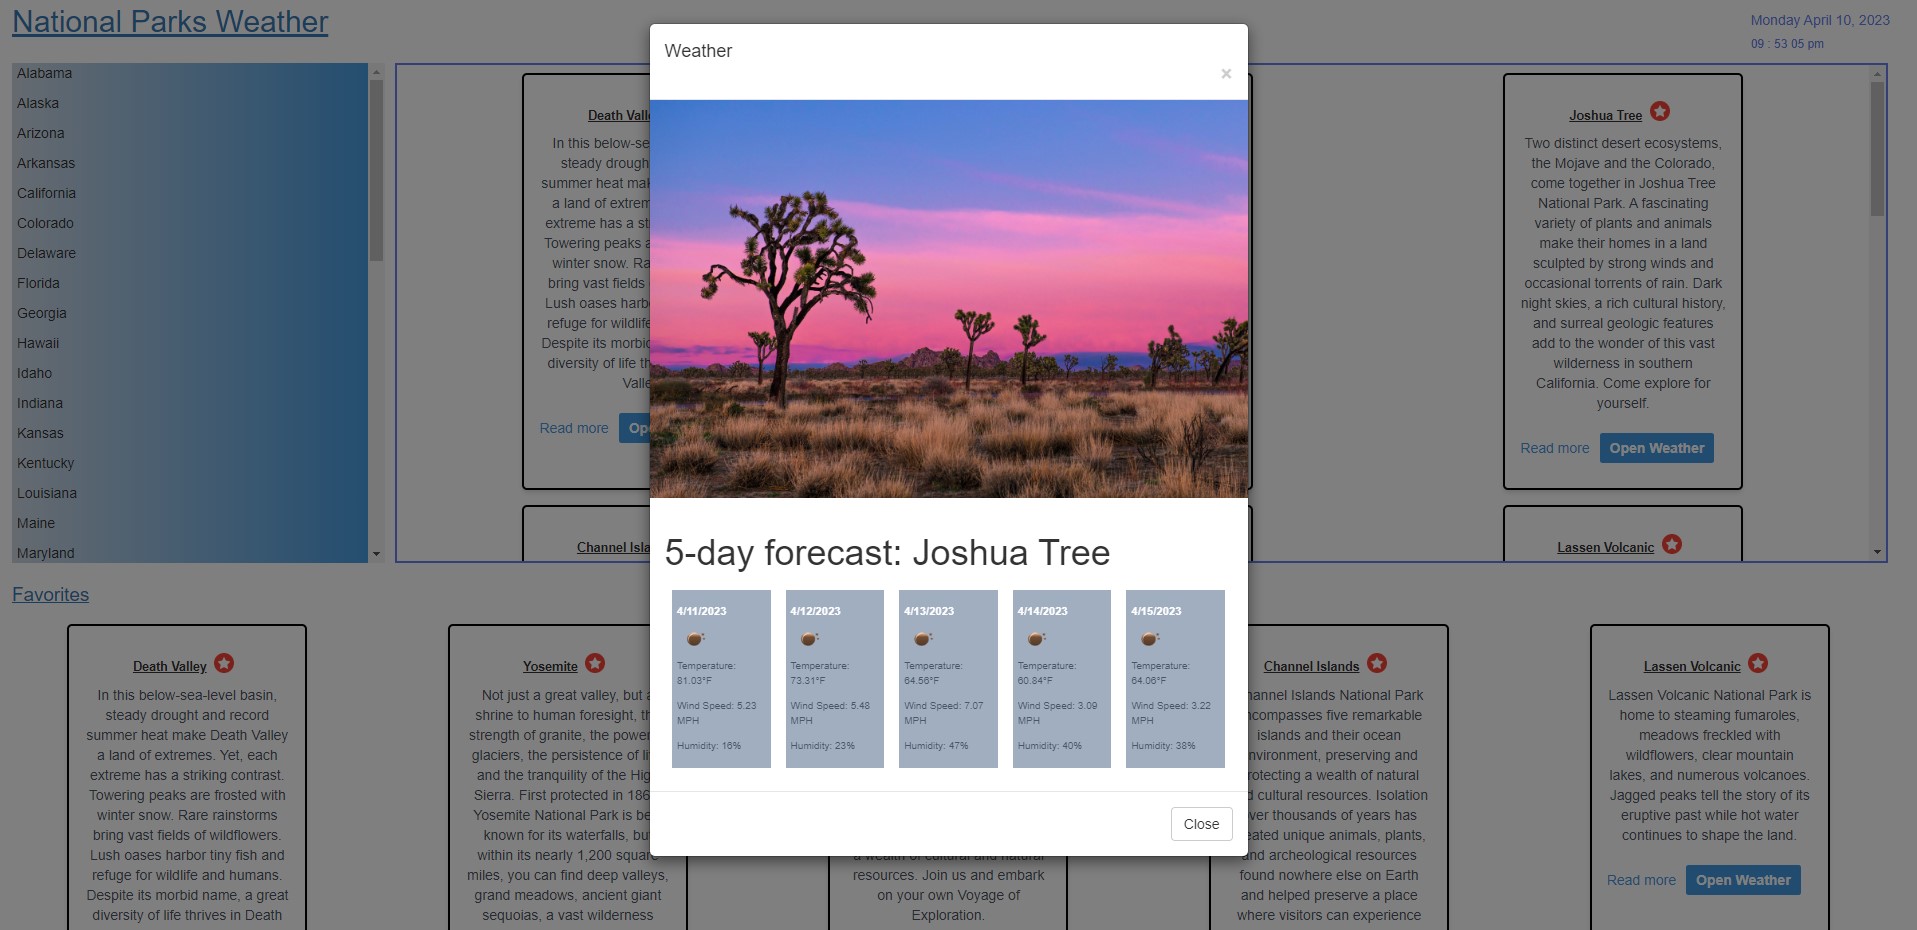 National Parks Weather
Monday April 10, 2023
09 : 53 05 pm
Alabama
Alaska
Arizona
Arkansas
California
Colorado
Delaware
Florida
Georgia
Hawaii
Idaho
Indiana
Kansas
Kentucky
Louisiana
Maine
Maryland
Death Vall
In this below-se
steady drough
summer heat mak
a land of extrem
extreme has a st
Towering peaks a
winter snow. Ra
bring vast fields
Lush oases harb
refuge for wildlife
Despite its morbid
diversity of life th
Valle
Read more
Op
Channel Isla
Weather
×
5-day forecast: Joshua Tree
4/11/2023
Temperature:
81.03°F
Wind Speed: 5.23
MPH
Humidity: 16%
4/12/2023
Temperature:
73.31°F
Wind Speed: 5.48
MPH
Humidity: 23%
4/13/2023
Temperature:
64.56°F
Wind Speed: 7.07
MPH
Humidity: 47%
4/14/2023
Temperature:
60.84°F
Wind Speed: 3.09
MPH
Humidity: 40%
4/15/2023
Temperature:
64.06°F
Wind Speed: 3.22
MPH
Humidity: 38%
Close
Joshua Tree
Two distinct desert ecosystems,
the Mojave and the Colorado,
come together in Joshua Tree
National Park. A fascinating
variety of plants and animals
make their homes in a land
sculpted by strong winds and
occasional torrents of rain. Dark
night skies, a rich cultural history,
and surreal geologic features
add to the wonder of this vast
wilderness in southern
California. Come explore for
yourself.
Read more
Open Weather
Lassen Volcanic
Favorites
Death Valley
In this below-sea-level basin,
steady drought and record
summer heat make Death Valley
a land of extremes. Yet, each
extreme has a striking contrast.
Towering peaks are frosted with
winter snow. Rare rainstorms
bring vast fields of wildflowers.
Lush oases harbor tiny fish and
refuge for wildlife and humans.
Despite its morbid name, a great
diversity of life thrives in Death
Yosemite
Not just a great valley, but a
shrine to human foresight, th
strength of granite, the power
glaciers, the persistence of li
and the tranquility of the Hig
Sierra. First protected in 186
Yosemite National Park is be
known for its waterfalls, bu
within its nearly 1,200 square
miles, you can find deep valleys,
grand meadows, ancient giant
sequoias, a vast wilderness
a wealth of cultural and natural
resources. Join us and embark
on your own Voyage of
Exploration.
Channel Islands
hannel Islands National Park
ncompasses five remarkable
islands and their ocean
nvironment, preserving and
rotecting a wealth of natural
d cultural resources. Isolation
ver thousands of years has
eated unique animals, plants,
and archeological resources
found nowhere else on Earth
and helped preserve a place
where visitors can experience
Lassen Volcanic
Lassen Volcanic National Park is
home to steaming fumaroles,
meadows freckled with
wildflowers, clear mountain
lakes, and numerous volcanoes.
Jagged peaks tell the story of its
eruptive past while hot water
continues to shape the land.
Read more
Open Weather